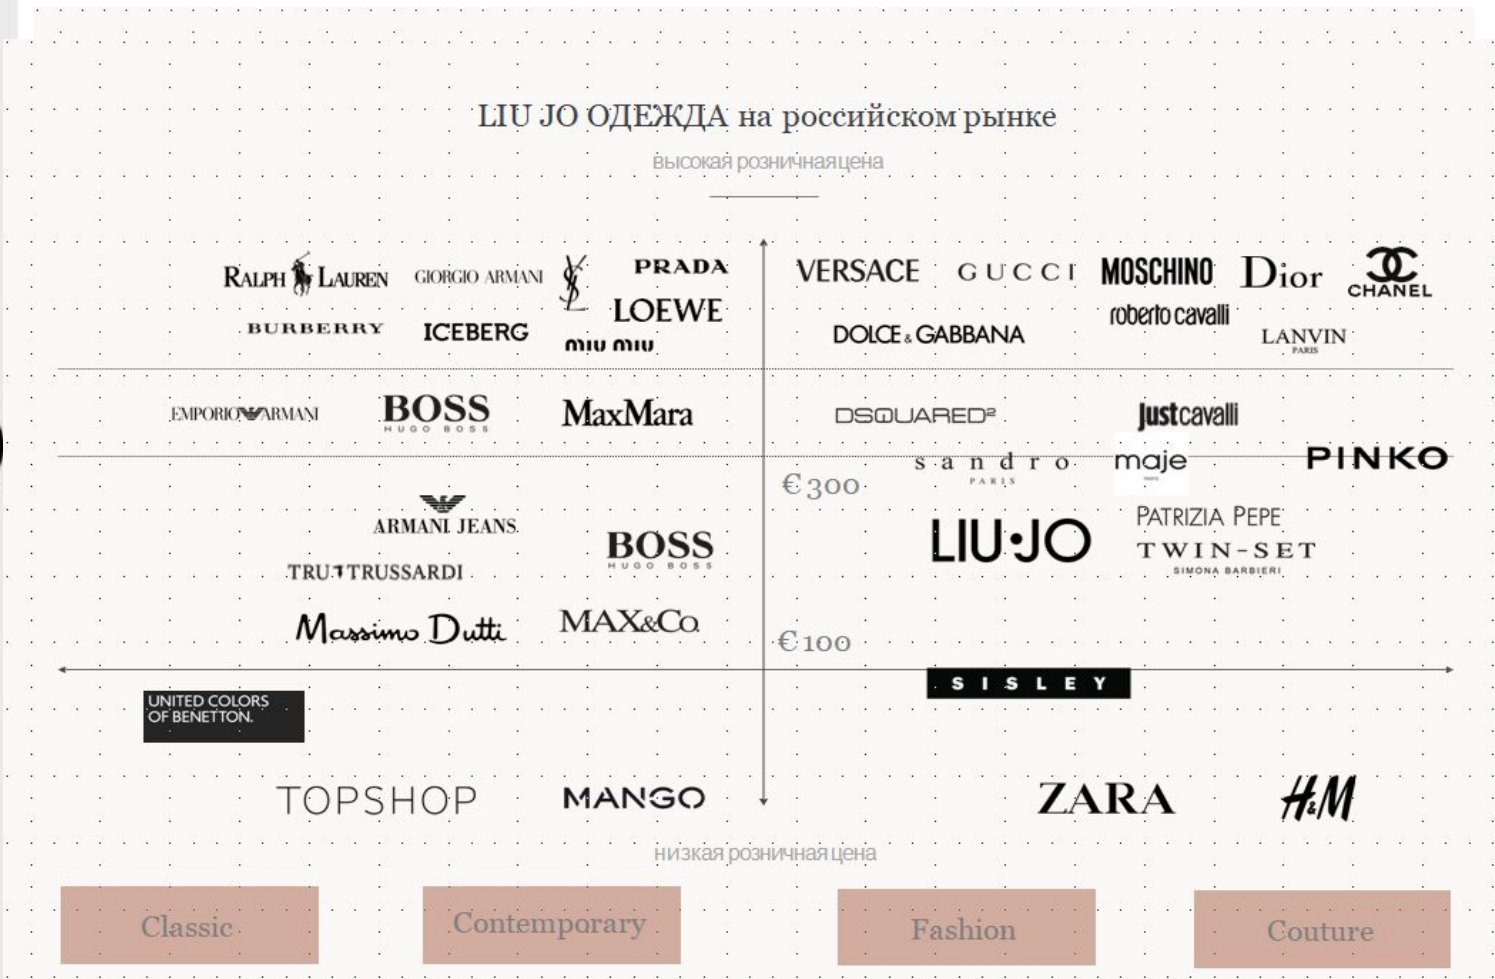 LIU JO ОДЕЖДА на российском рынке
высокая розничная цена
RALPH LAUREN GIORGIO ARMANI YSL PRADA VERSACE GUCCI MOSCHINO Dior CHANEL
LOEWE roberto cavalli
BURBERRY ICEBERG miu miu DOLCE & GABBANA LANVIN
PARIS
EMPORIO ARMANI BOSS MaxMara DSQUARED2 justcavalli
HUGO BOSS
sandro maje PINKO
PARIS
€300
ARMANI JEANS PATRIZIA PEPE
BOSS LIU·JO TWIN-SET
HUGO BOSS SIMONA BARBIERI
TRU TRUSSARDI
Massimo Dutti MAX&Co.
€100
SISLEY
UNITED COLORS
OF BENETTON.
TOPSHOP MANGO ZARA H&M
низкая розничная цена
Classic Contemporary Fashion Couture